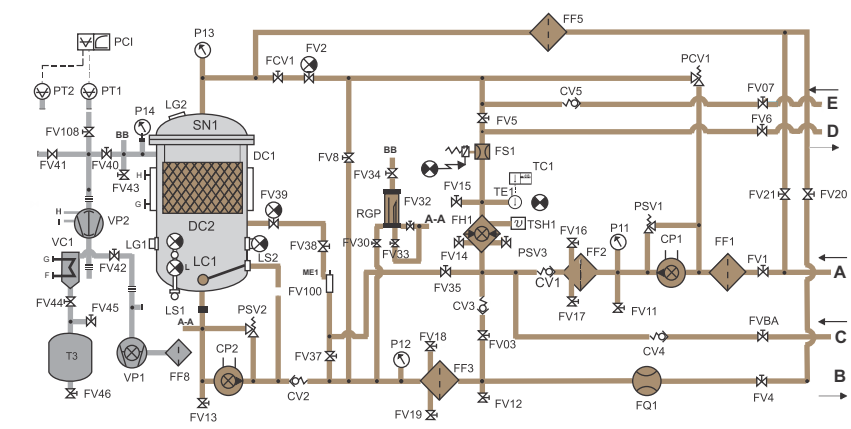 P13
FF5
PCI
FV2
FCV1
PCV1
PT2
PT1
LG2
P14
CV5
FV07
E
SN1
FV5
FV6
D
FV108
BB
DC1
BB
FS1
FV41
FV40
FV43
H
G
FV8
FV34
TC1
FV15
TE1
FV39
FV32
RGP
A-A
FV21
FV20
H
I
VP2
DC2
FH1
TSH1
FV16
P11
PSV1
VC1
G
F
LG1
LS2
FV38
FV30
FV33
FV14
PSV3
FF2
CP1
FF1
FV1
A
FV42
L
LC1
ME1
FV100
FV35
CV1
FV44
FV45
LS1
PSV2
CV3
FV17
FV11
FVBA
C
A-A
T3
CP2
FV37
P12
FV18
FV03
CV4
B
VP1
FF8
FF3
FV46
FV13
CV2
FV19
FV12
FQ1
FV4